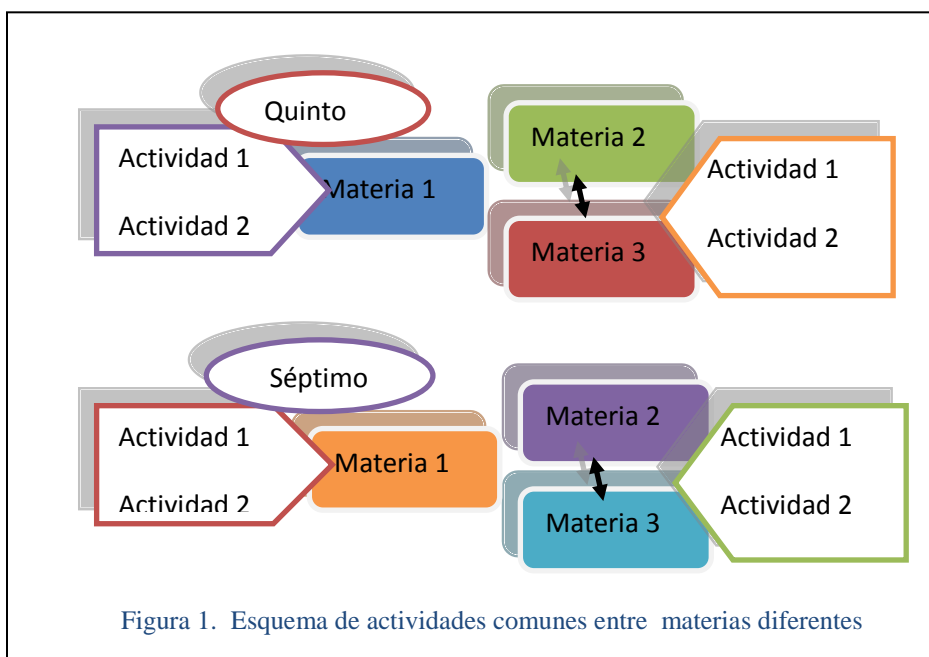 Quinto
Actividad 1
Actividad 2
Materia 1
Materia 2
Materia 3
Actividad 1
Actividad 2
Séptimo
Actividad 1
Actividad 2
Materia 1
Materia 2
Materia 3
Actividad 1
Actividad 2
Figura 1. Esquema de actividades comunes entre materias diferentes